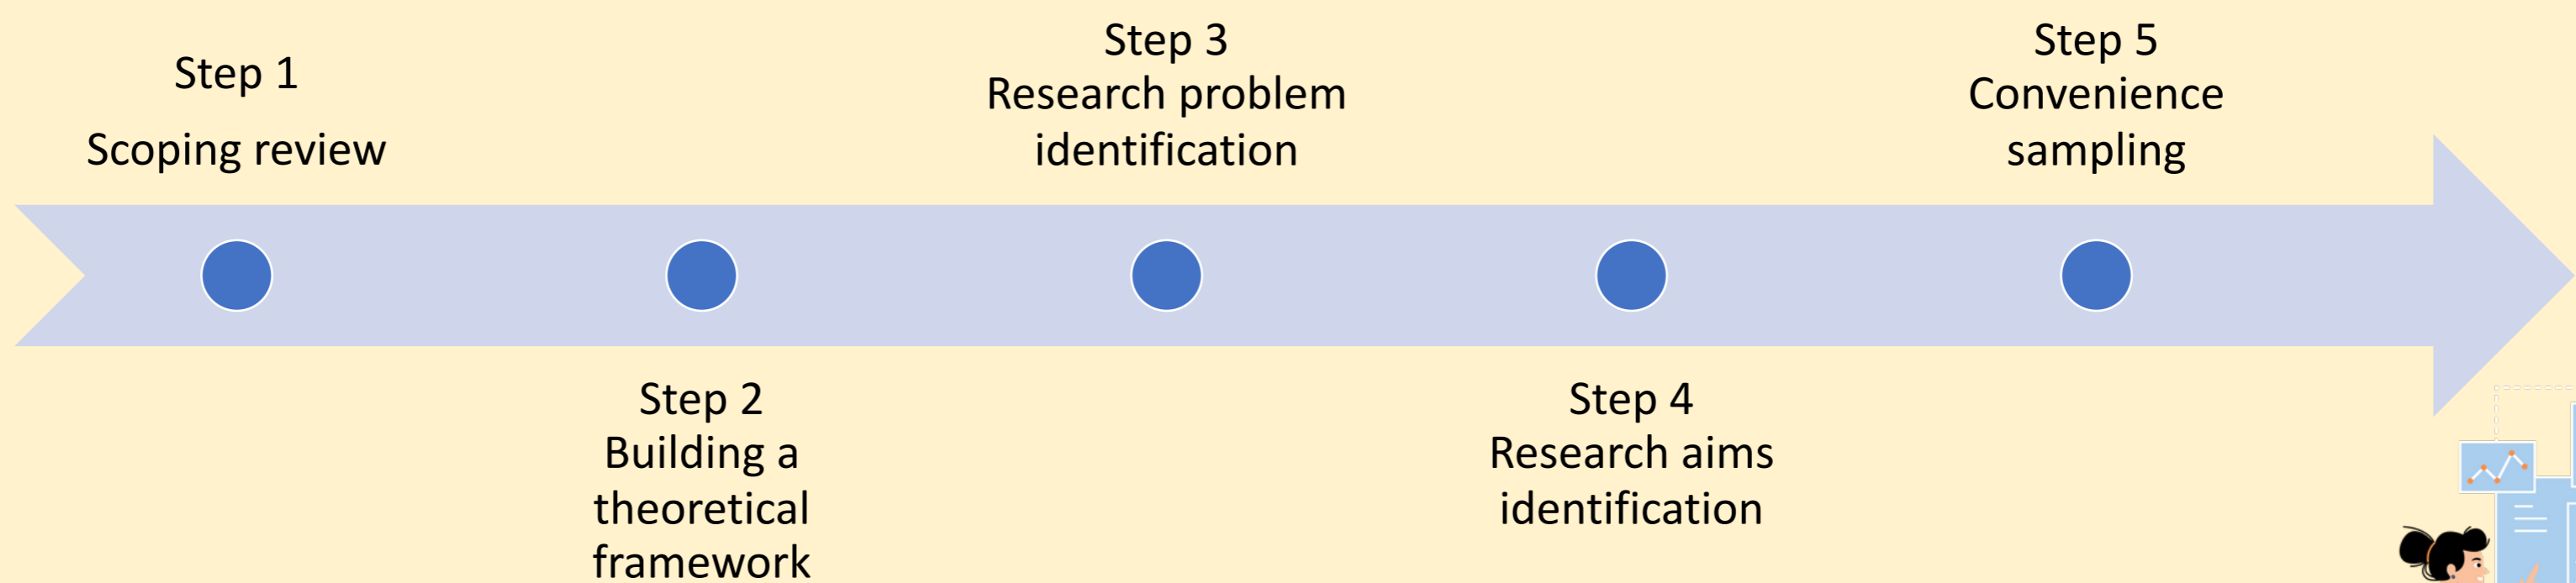 Step 1
Scoping review
Step 2
Building a
theoretical
framework
Step 3
Research problem
identification
Step 4
Research aims
identification
Step 5
Convenience
sampling